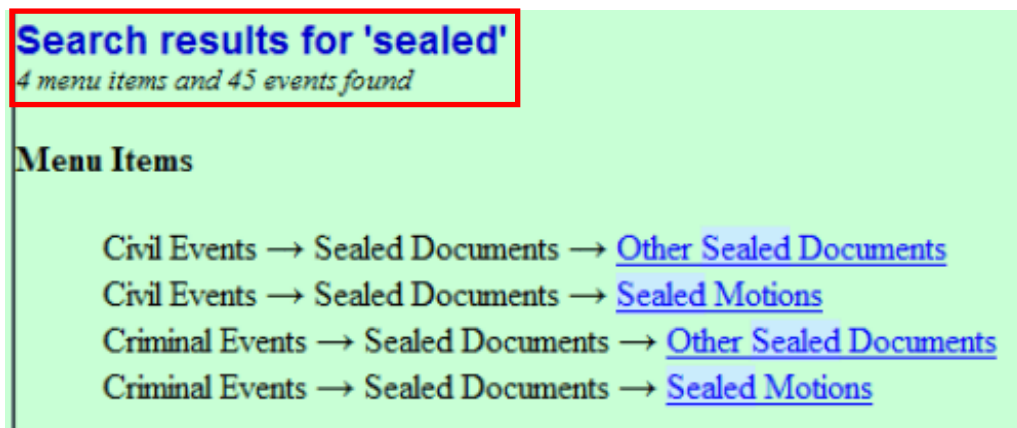 Search results for 'sealed'
4 menu items and 45 events found
Menu Items
Civil Events → Sealed Documents → Other Sealed Documents
Civil Events → Sealed Documents → Sealed Motions
Criminal Events → Sealed Documents → Other Sealed Documents
Criminal Events → Sealed Documents → Sealed Motions